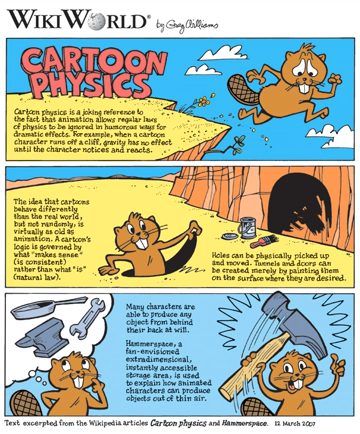 WIKIWORLD® by Greg Williams
CARTOON
PHYSICS
Cartoon physics is a joking reference to
the fact that animation allows regular laws
of physics to be ignored in humorous ways for
dramatic effects. For example, when a cartoon
character runs off a cliff, gravity has no effect
until the character notices and reacts.
The idea that cartoons
behave differently
than the real world,
but not randomly, is
virtually as old as
animation. A cartoon's
logic is governed by
what "makes sense"
(is consistent)
rather than what "is"
(natural law).
Holes can be physically picked up
and moved. Tunnels and doors can
be created merely by painting them
on the surface where they are desired.
Many characters are
able to produce any
object from behind
their back at will.
Hammerspace, a
fan-envisioned
extradimensional,
instantly accessible
storage area, is
used to explain how animated
characters can produce
objects out of thin air.
Text excerpted from the Wikipedia articles Cartoon physics and Hammerspace. 12 March 2007